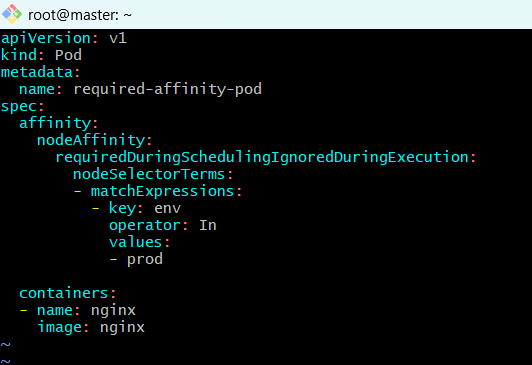 root@master: ~
apiVersion: v1
kind: Pod
metadata:
  name: required-affinity-pod
spec:
  affinity:
    nodeAffinity:
      requiredDuringSchedulingIgnoredDuringExecution:
        nodeSelectorTerms:
        - matchExpressions:
          - key: env
            operator: In
            values:
            - prod

  containers:
  - name: nginx
    image: nginx
~
~